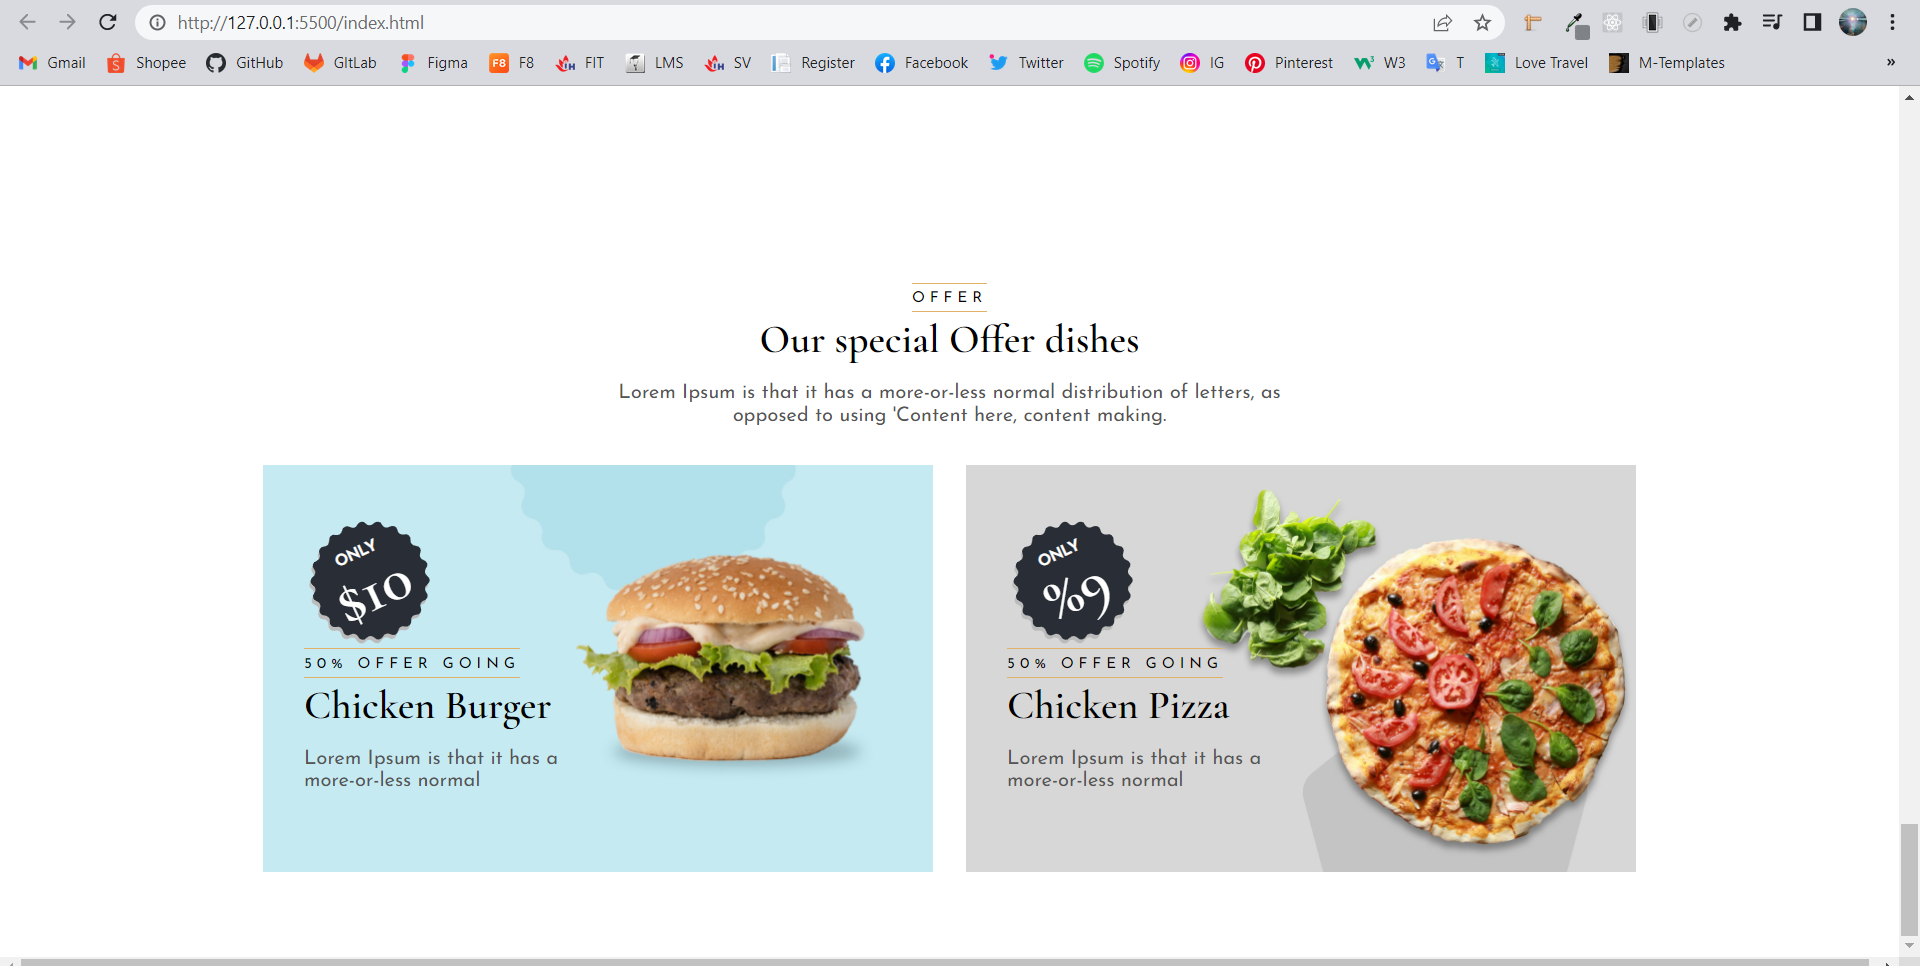 http://127.0.0.1:5500/index.html
Gmail Shopee GitHub GItLab Figma F8 F8 FIT LMS SV Register Facebook Twitter Spotify IG Pinterest W3 T Love Travel M-Templates »
OFFER
Our special Offer dishes
Lorem Ipsum is that it has a more-or-less normal distribution of letters, as
opposed to using 'Content here, content making.
ONLY
$10
50% OFFER GOING
Chicken Burger
Lorem Ipsum is that it has a
more-or-less normal
ONLY
%9
50% OFFER GOING
Chicken Pizza
Lorem Ipsum is that it has a
more-or-less normal